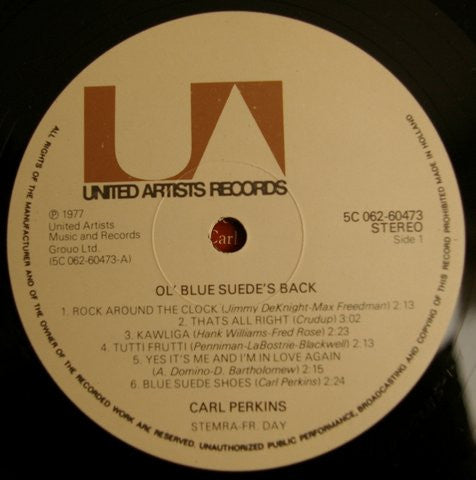 UA
UNITED ARTISTS RECORDS
℗ 1977
United Artists
Music and Records
Group Ltd.
(5C 062-60473-A)
5C 062-60473
STEREO
Side 1
Carl
OL' BLUE SUEDE'S BACK
1. ROCK AROUND THE CLOCK (Jimmy DeKnight-Max Freedman) 2:13
2. THATS ALL RIGHT (Crudup) 3:02
3. KAWLIGA (Hank Williams-Fred Rose) 2:23
4. TUTTI FRUTTI (Penniman-LaBostrie-Blackwell) 2:13
5. YES IT'S ME AND I'M IN LOVE AGAIN
(A. Domino-D. Bartholomew) 2:15
6. BLUE SUEDE SHOES (Carl Perkins) 2:24
CARL PERKINS
STEMRA-FR. DAY
ALL RIGHTS OF THE MANUFACTURER AND OF THE OWNER OF THE RECORDED WORK ARE RESERVED. UNAUTHORIZED PUBLIC PERFORMANCE, BROADCASTING AND COPYING OF THIS RECORD PROHIBITED MADE IN HOLLAND